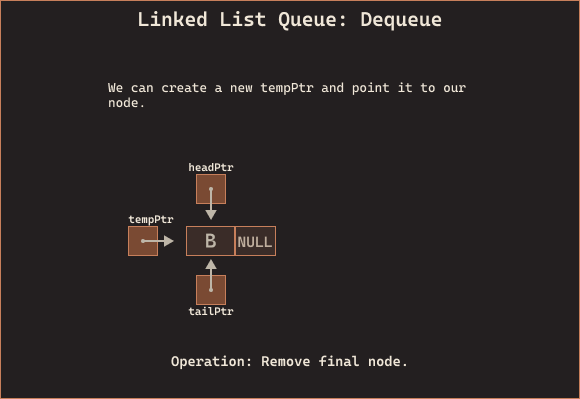 Linked List Queue: Dequeue
We can create a new tempPtr and point it to our
node.
headPtr
tempPtr
B NULL
tailPtr
Operation: Remove final node.